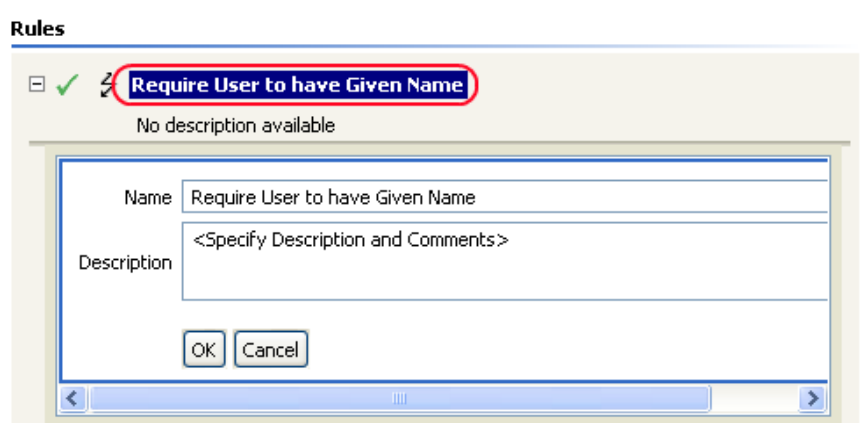 Rules
Require User to have Given Name
No description available
Name Require User to have Given Name
<Specify Description and Comments>
Description
OK Cancel